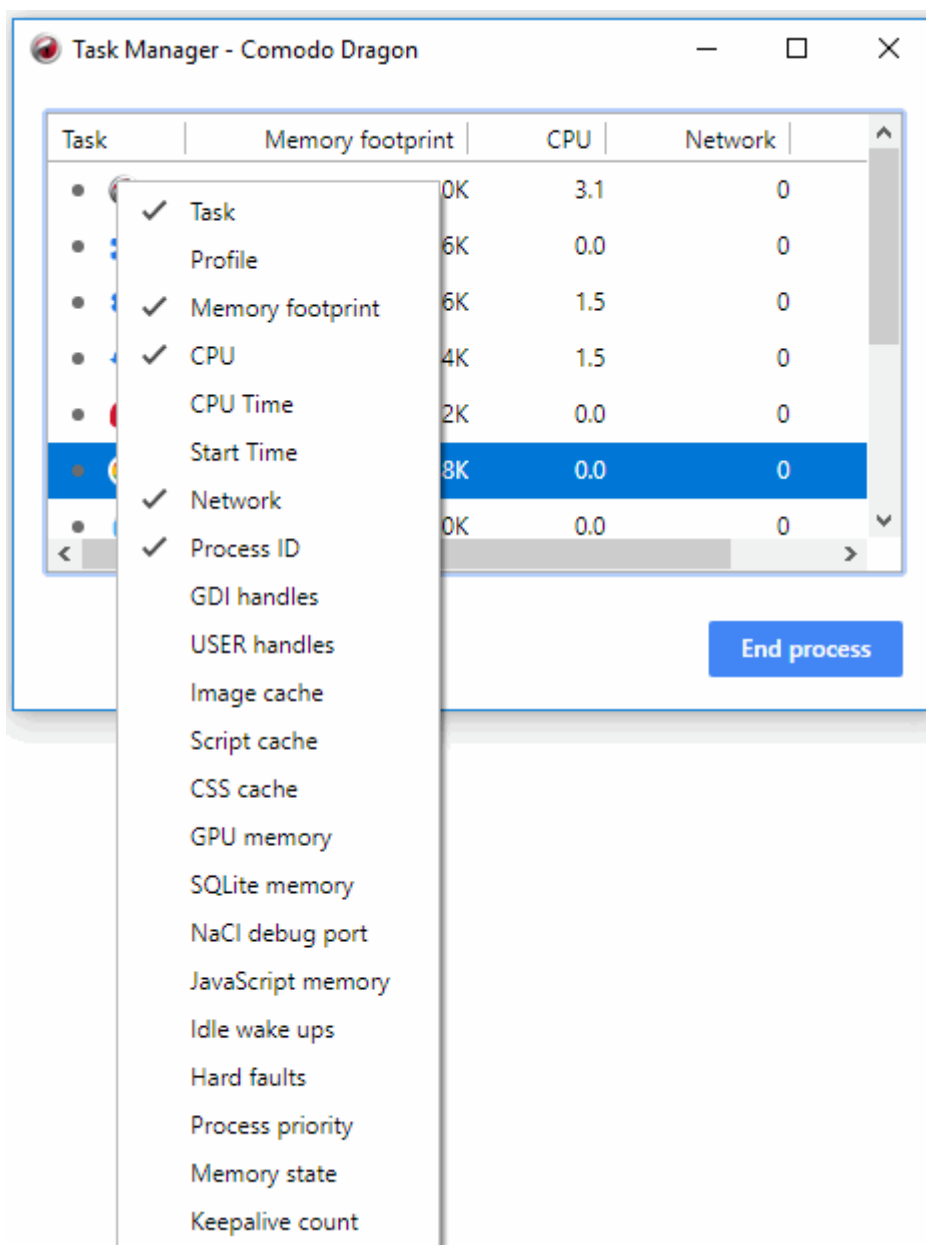 Task Manager - Comodo Dragon
Task Memory footprint CPU Network
0K 3.1 0
6K 0.0 0
6K 1.5 0
4K 1.5 0
2K 0.0 0
8K 0.0 0
0K 0.0 0
Task
Profile
Memory footprint
CPU
CPU Time
Start Time
Network
Process ID
GDI handles
USER handles
Image cache
Script cache
CSS cache
GPU memory
SQLite memory
NaCl debug port
JavaScript memory
Idle wake ups
Hard faults
Process priority
Memory state
Keepalive count
End process